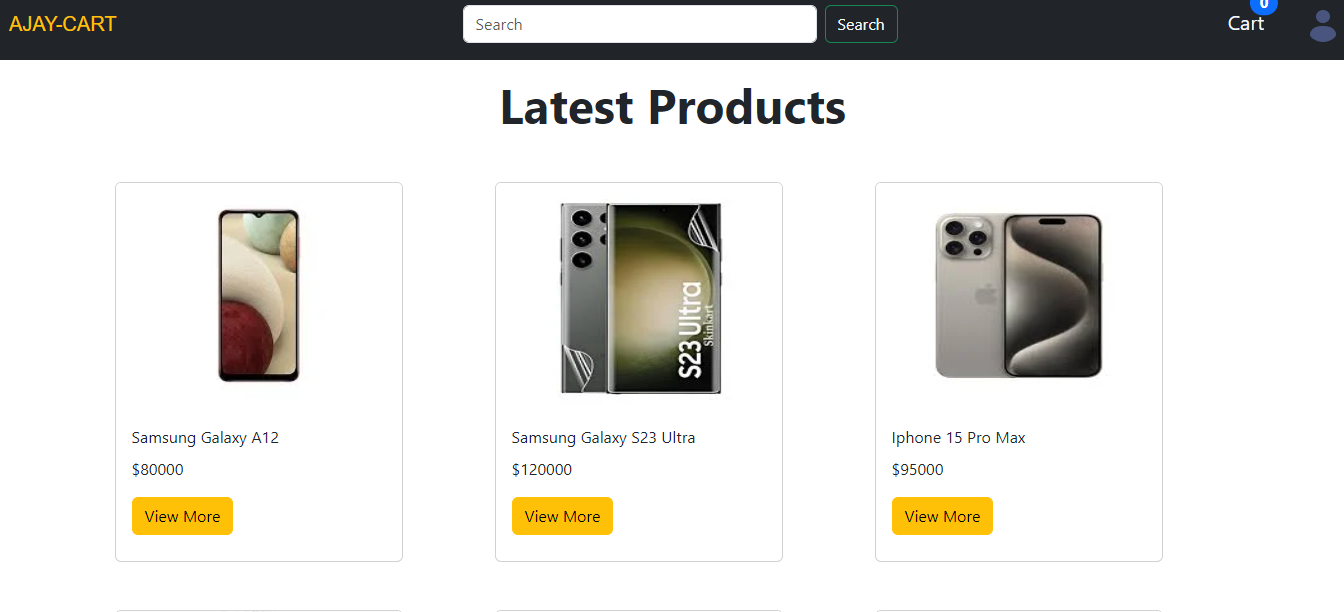 AJAY-CART
Search
Search
Cart
0
Latest Products
S23 Ultra
Skinkart
Samsung Galaxy A12
$80000
View More
Samsung Galaxy S23 Ultra
$120000
View More
Iphone 15 Pro Max
$95000
View More